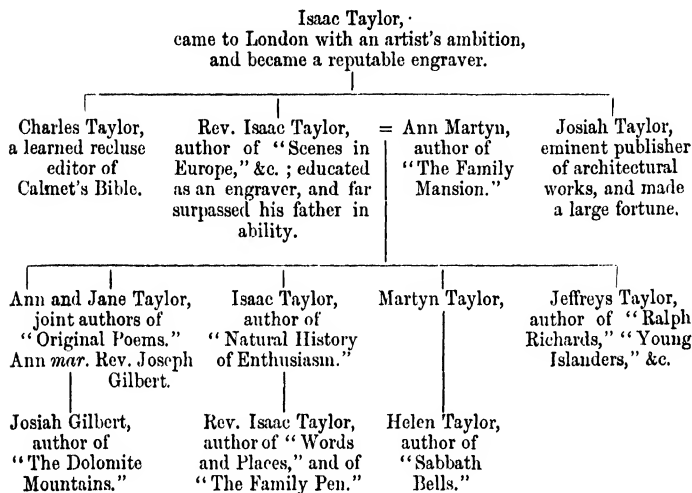 Isaac Taylor,
came to London with an artist's ambition,
and became a reputable engraver.
Charles Taylor,
a learned recluse
editor of
Calmet's Bible.
Rev. Isaac Taylor,
author of "Scenes in
Europe," &c. ; educated
as an engraver, and far
surpassed his father in
ability.
= Ann Martyn,
author of
"The Family
Mansion."
Josiah Taylor,
eminent publisher
of architectural
works, and made
a large fortune.
Ann and Jane Taylor,
joint authors of
"Original Poems."
Ann mar. Rev. Joseph
Gilbert.
Isaac Taylor,
author of
"Natural History
of Enthusiasm."
Martyn Taylor,
Jeffreys Taylor,
author of "Ralph
Richards," "Young
Islanders," &c.
Josiah Gilbert,
author of
"The Dolomite
Mountains."
Rev. Isaac Taylor,
author of "Words
and Places," and of
"The Family Pen."
Helen Taylor,
author of
"Sabbath
Bells."